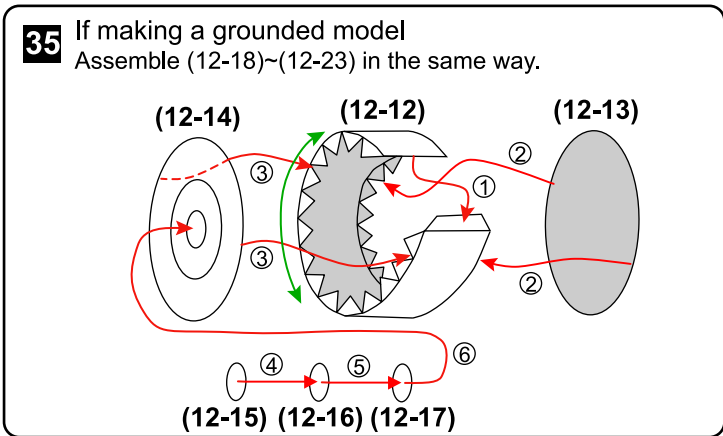 35 If making a grounded model
Assemble (12-18)~(12-23) in the same way.
(12-14) (12-12) (12-13)
③ ② ①
③ ②
④ ⑤ ⑥
(12-15) (12-16) (12-17)